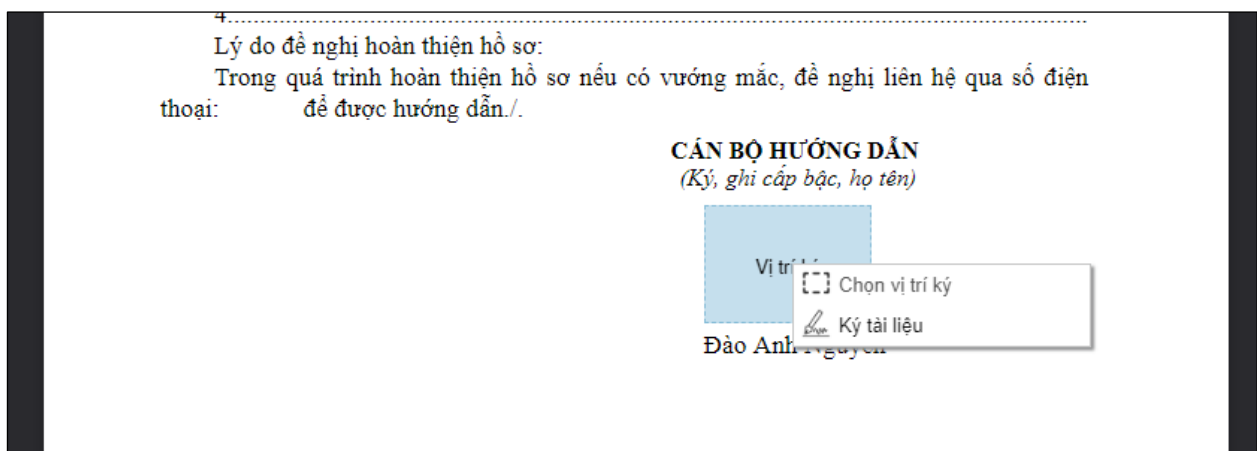 4.......................................................................................................................
Lý do đề nghị hoàn thiện hồ sơ:
Trong quá trình hoàn thiện hồ sơ nếu có vướng mắc, đề nghị liên hệ qua số điện
thoại: để được hướng dẫn./.
CÁN BỘ HƯỚNG DẪN
(Ký, ghi cấp bậc, họ tên)
Vị trí
Chọn vị trí ký
Ký tài liệu
Đào Anh